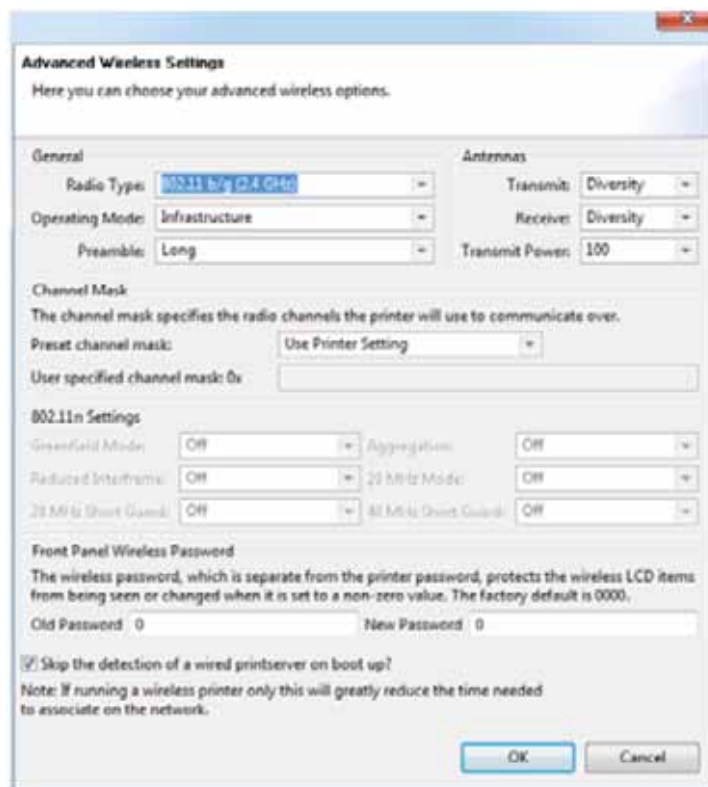 Advanced Wireless Settings
Here you can choose your advanced wireless options.
General
Radio Type: 802.11 b/g (2.4 GHz)
Operating Mode: Infrastructure
Preamble: Long
Antennas
Transmit: Diversity
Receive: Diversity
Transmit Power: 100
Channel Mask
The channel mask specifies the radio channels the printer will use to communicate over.
Preset channel mask: Use Printer Setting
User specified channel mask: 0x
802.11n Settings
Greenfield Mode: Off Aggregation: Off
Reduced Interframe: Off 20 MHz Mode: Off
20 MHz Short Guard: Off 40 MHz Short Guard: Off
Front Panel Wireless Password
The wireless password, which is separate from the printer password, protects the wireless LCD items
from being seen or changed when it is set to a non-zero value. The factory default is 0000.
Old Password 0 New Password 0
Skip the detection of a wired printserver on boot up?
Note: If running a wireless printer only this will greatly reduce the time needed
to associate on the network.
OK Cancel